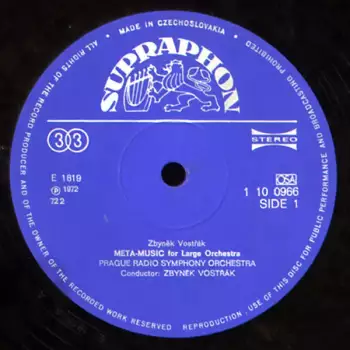 MADE IN CZECHOSLOVAKIA
ALL RIGHTS OF THE RECORD PRODUCER AND OF THE OWNER OF THE RECORDED WORK RESERVED
REPRODUCTION, USE OF THIS DISC FOR PUBLIC PERFORMANCE AND BROADCASTING PROHIBITED
SUPRAPHON
33
STEREO
E 1819
℗ 1972
72 2
OSA
1 10 0966
SIDE 1
Zbyněk Vostřák
META-MUSIC for Large Orchestra
PRAGUE RADIO SYMPHONY ORCHESTRA
Conductor: ZBYNĚK VOSTŘÁK